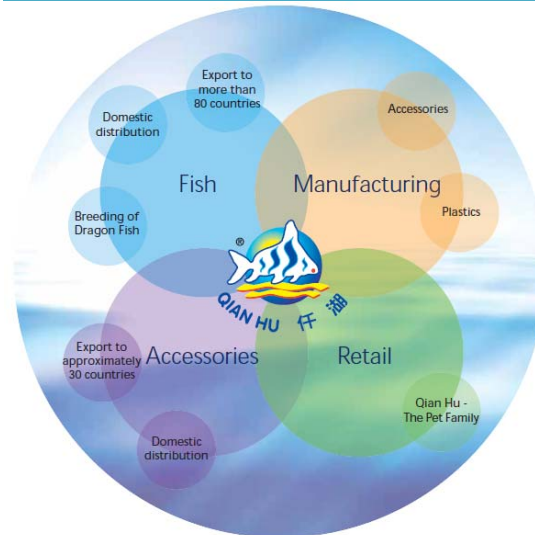 Export to
more than
80 countries
Domestic
distribution
Breeding of
Dragon Fish
Fish
Manufacturing
Accessories
Plastics
®
QIAN HU 仟湖
Export to
approximately
30 countries
Accessories
Domestic
distribution
Retail
Qian Hu -
The Pet Family